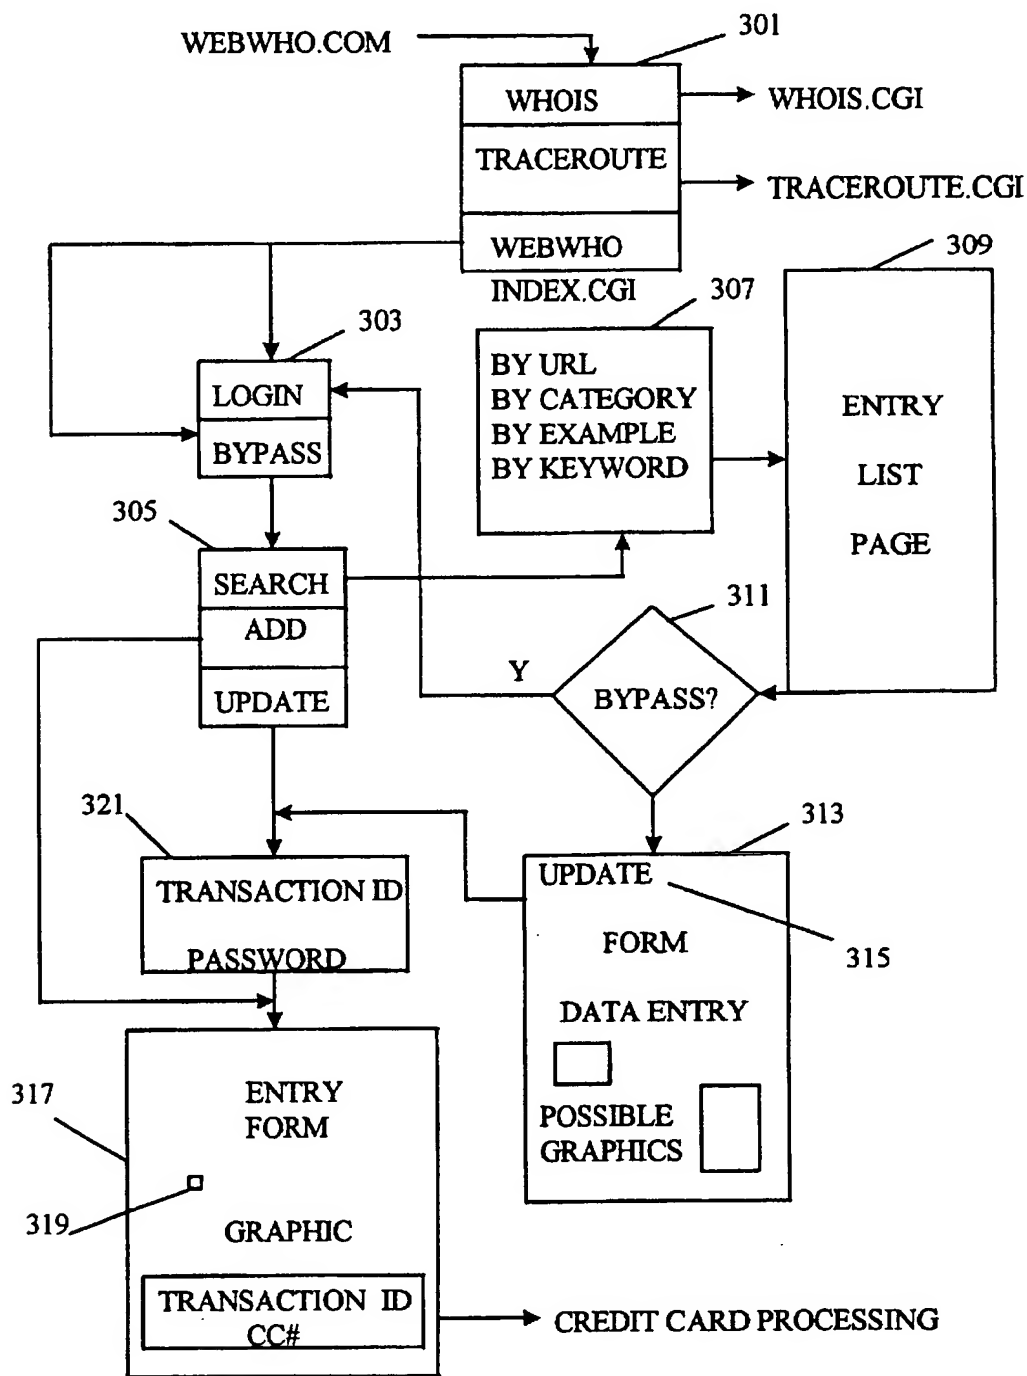 301
WEBWHO.COM
WHOIS
WHOIS.CGI
TRACEROUTE
TRACEROUTE.CGI
WEBWHO
INDEX.CGI
309
307
303
LOGIN
BYPASS
BY URL
BY CATEGORY
BY EXAMPLE
BY KEYWORD
ENTRY
LIST
PAGE
305
SEARCH
ADD
UPDATE
311
Y
BYPASS?
321
TRANSACTION ID
PASSWORD
313
UPDATE
315
FORM
DATA ENTRY
POSSIBLE
GRAPHICS
317
ENTRY
FORM
319
GRAPHIC
TRANSACTION ID
CC#
CREDIT CARD PROCESSING